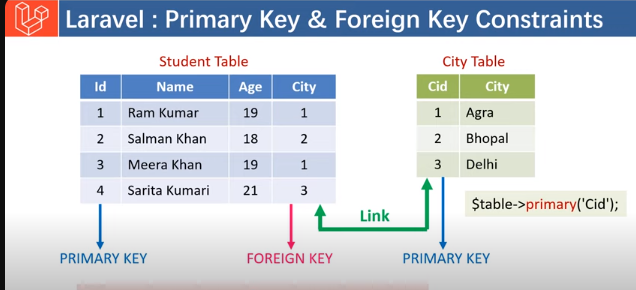 Laravel : Primary Key & Foreign Key Constraints
Student Table
Id Name Age City
1 Ram Kumar 19 1
2 Salman Khan 18 2
3 Meera Khan 19 1
4 Sarita Kumari 21 3
City Table
Cid City
1 Agra
2 Bhopal
3 Delhi
$table->primary('Cid');
Link
PRIMARY KEY
FOREIGN KEY
PRIMARY KEY